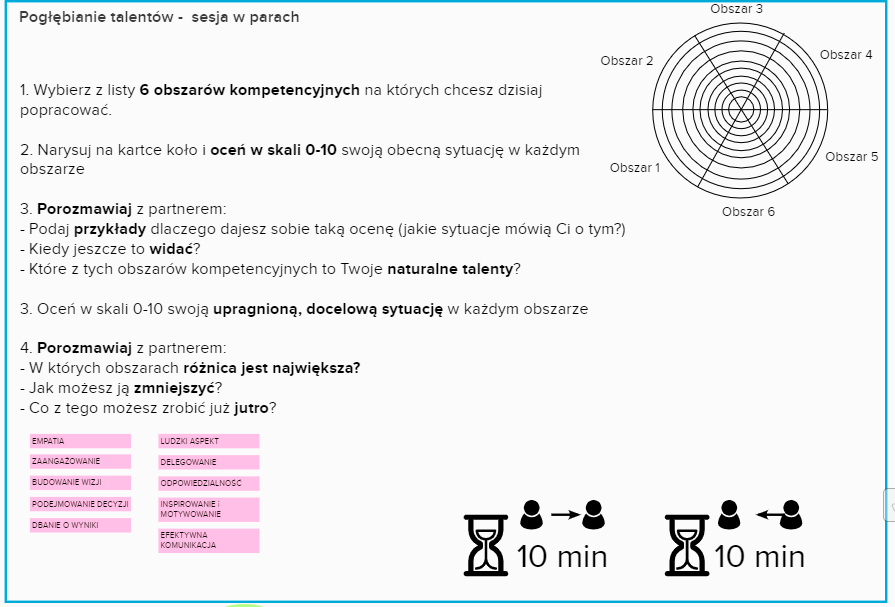 Pogłębianie talentów - sesja w parach
1. Wybierz z listy 6 obszarów kompetencyjnych na których chcesz dzisiaj
popracować.
2. Narysuj na kartce koło i oceń w skali 0-10 swoją obecną sytuację w każdym
obszarze
3. Porozmawiaj z partnerem:
- Podaj przykłady dlaczego dajesz sobie taką ocenę (jakie sytuacje mówią Ci o tym?)
- Kiedy jeszcze to widać?
- Które z tych obszarów kompetencyjnych to Twoje naturalne talenty?
3. Oceń w skali 0-10 swoją upragnioną, docelową sytuację w każdym obszarze
4. Porozmawiaj z partnerem:
- W których obszarach różnica jest największa?
- Jak możesz ją zmniejszyć?
- Co z tego możesz zrobić już jutro?
Obszar 3
Obszar 2
Obszar 4
Obszar 1
Obszar 5
Obszar 6
EMPATIA
ZAANGAŻOWANIE
BUDOWANIE WIZJI
PODEJMOWANIE DECYZJI
DBANIE O WYNIKI
LUDZKI ASPEKT
DELEGOWANIE
ODPOWIEDZIALNOŚĆ
INSPIROWANIE I
MOTYWOWANIE
EFEKTYWNA
KOMUNIKACJA
10 min
10 min